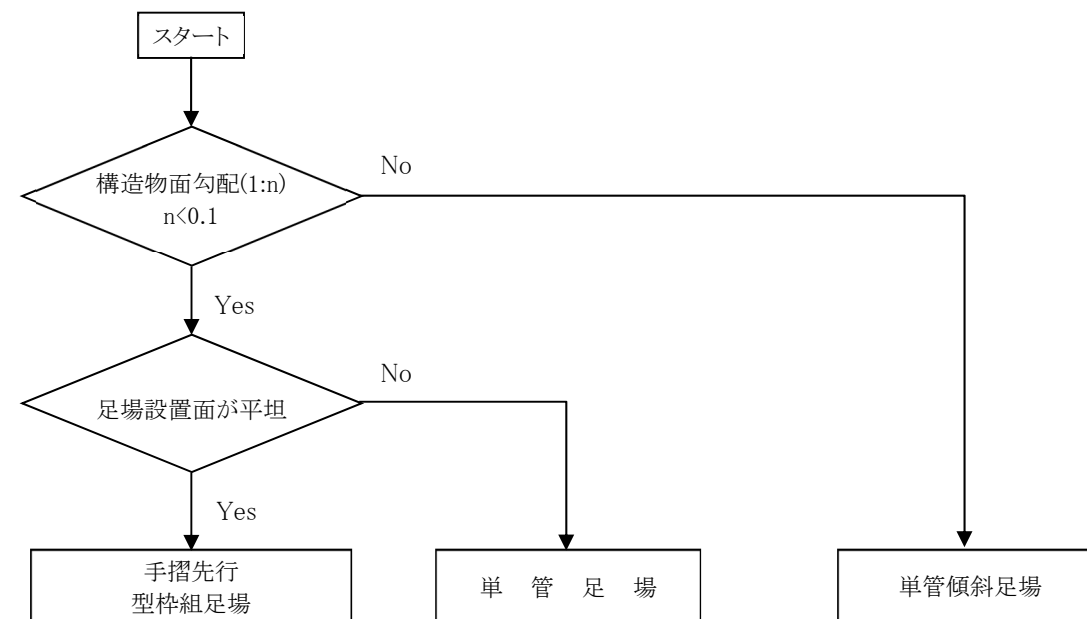 スタート
No
構造物面勾配(1:n)
n<0.1
Yes
No
足場設置面が平坦
Yes
手摺先行
型枠組足場
単 管 足 場
単管傾斜足場